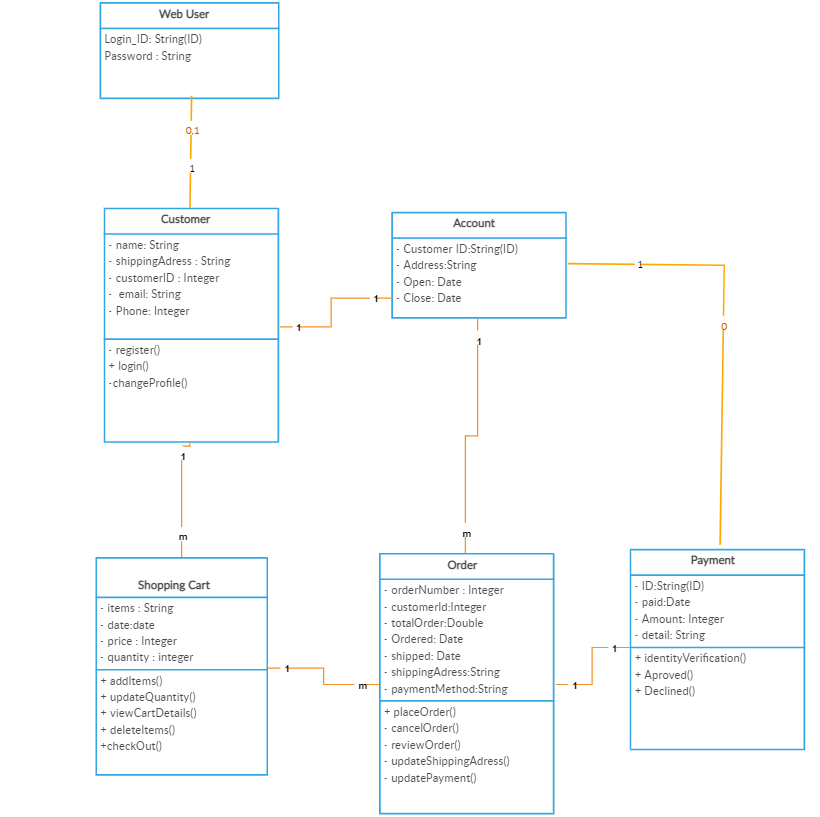 Web User
Login_ID: String(ID)
Password : String
0,1
1
Customer
- name: String
- shippingAdress : String
- customerID : Integer
- email: String
- Phone: Integer
- register()
+ login()
-changeProfile()
Account
- Customer ID:String(ID)
- Address:String
- Open: Date
- Close: Date
1
1
1
0
1
1
m
m
Shopping Cart
- items : String
- date:date
- price : Integer
- quantity : integer
+ addItems()
+ updateQuantity()
+ viewCartDetails()
+ deleteItems()
+checkOut()
1
m
Order
- orderNumber : Integer
- customerId:Integer
- totalOrder:Double
- Ordered: Date
- shipped: Date
- shippingAdress:String
- paymentMethod:String
+ placeOrder()
- cancelOrder()
- reviewOrder()
- updateShippingAdress()
- updatePayment()
1
1
Payment
- ID:String(ID)
- paid:Date
- Amount: Integer
- detail: String
+ identityVerification()
+ Aproved()
+ Declined()